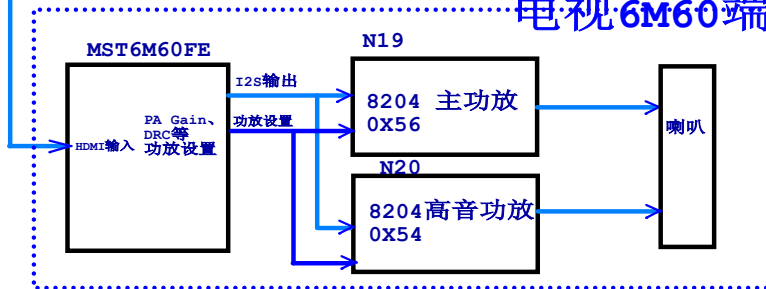 电视6M60端
MST6M60FE
N19
I2S输出
8204 主功放
0X56
PA Gain、
DRC等
功放设置
功放设置
HDMI输入
喇叭
N20
8204高音功放
0X54